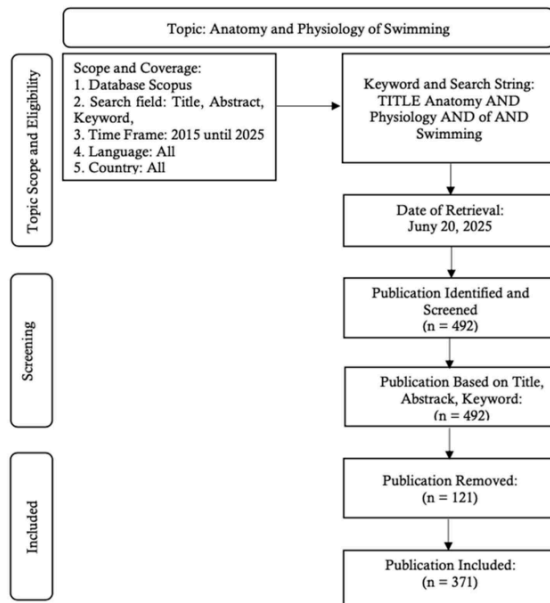 Topic: Anatomy and Physiology of Swimming
Topic Scope and Eligibility
Scope and Coverage:
1. Database Scopus
2. Search field: Title, Abstract,
Keyword,
3. Time Frame: 2015 until 2025
4. Language: All
5. Country: All
Keyword and Search String:
TITLE Anatomy AND
Physiology AND of AND
Swimming
Date of Retrieval:
Juny 20, 2025
Screening
Publication Identified and
Screened
(n = 492)
Publication Based on Title,
Abstrack, Keyword:
(n = 492)
Included
Publication Removed:
(n = 121)
Publication Included:
(n = 371)